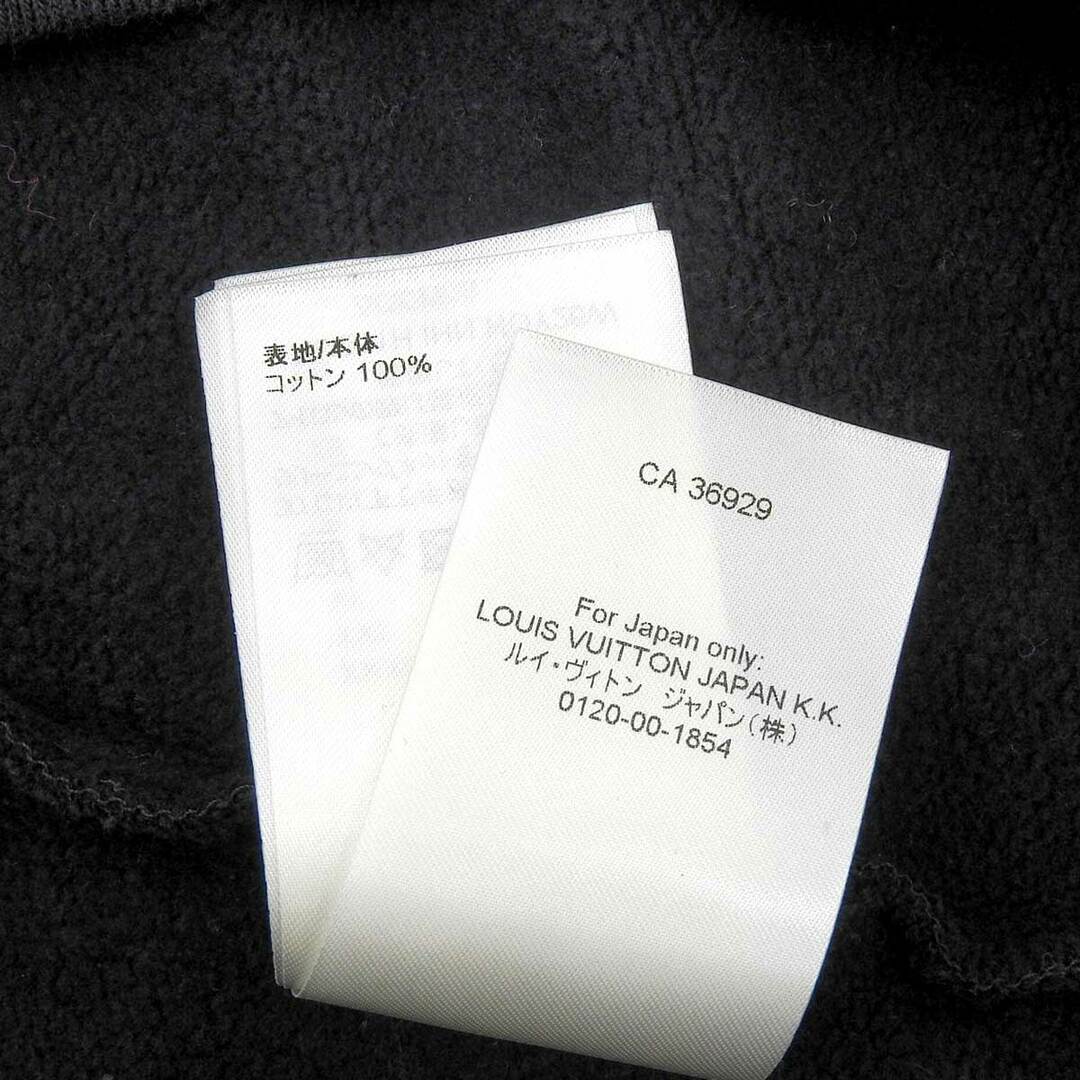 表地/本体
コットン 100%
CA 36929
For Japan only:
LOUIS VUITTON JAPAN K.K.
ルイ・ヴィトン ジャパン(株)
0120-00-1854